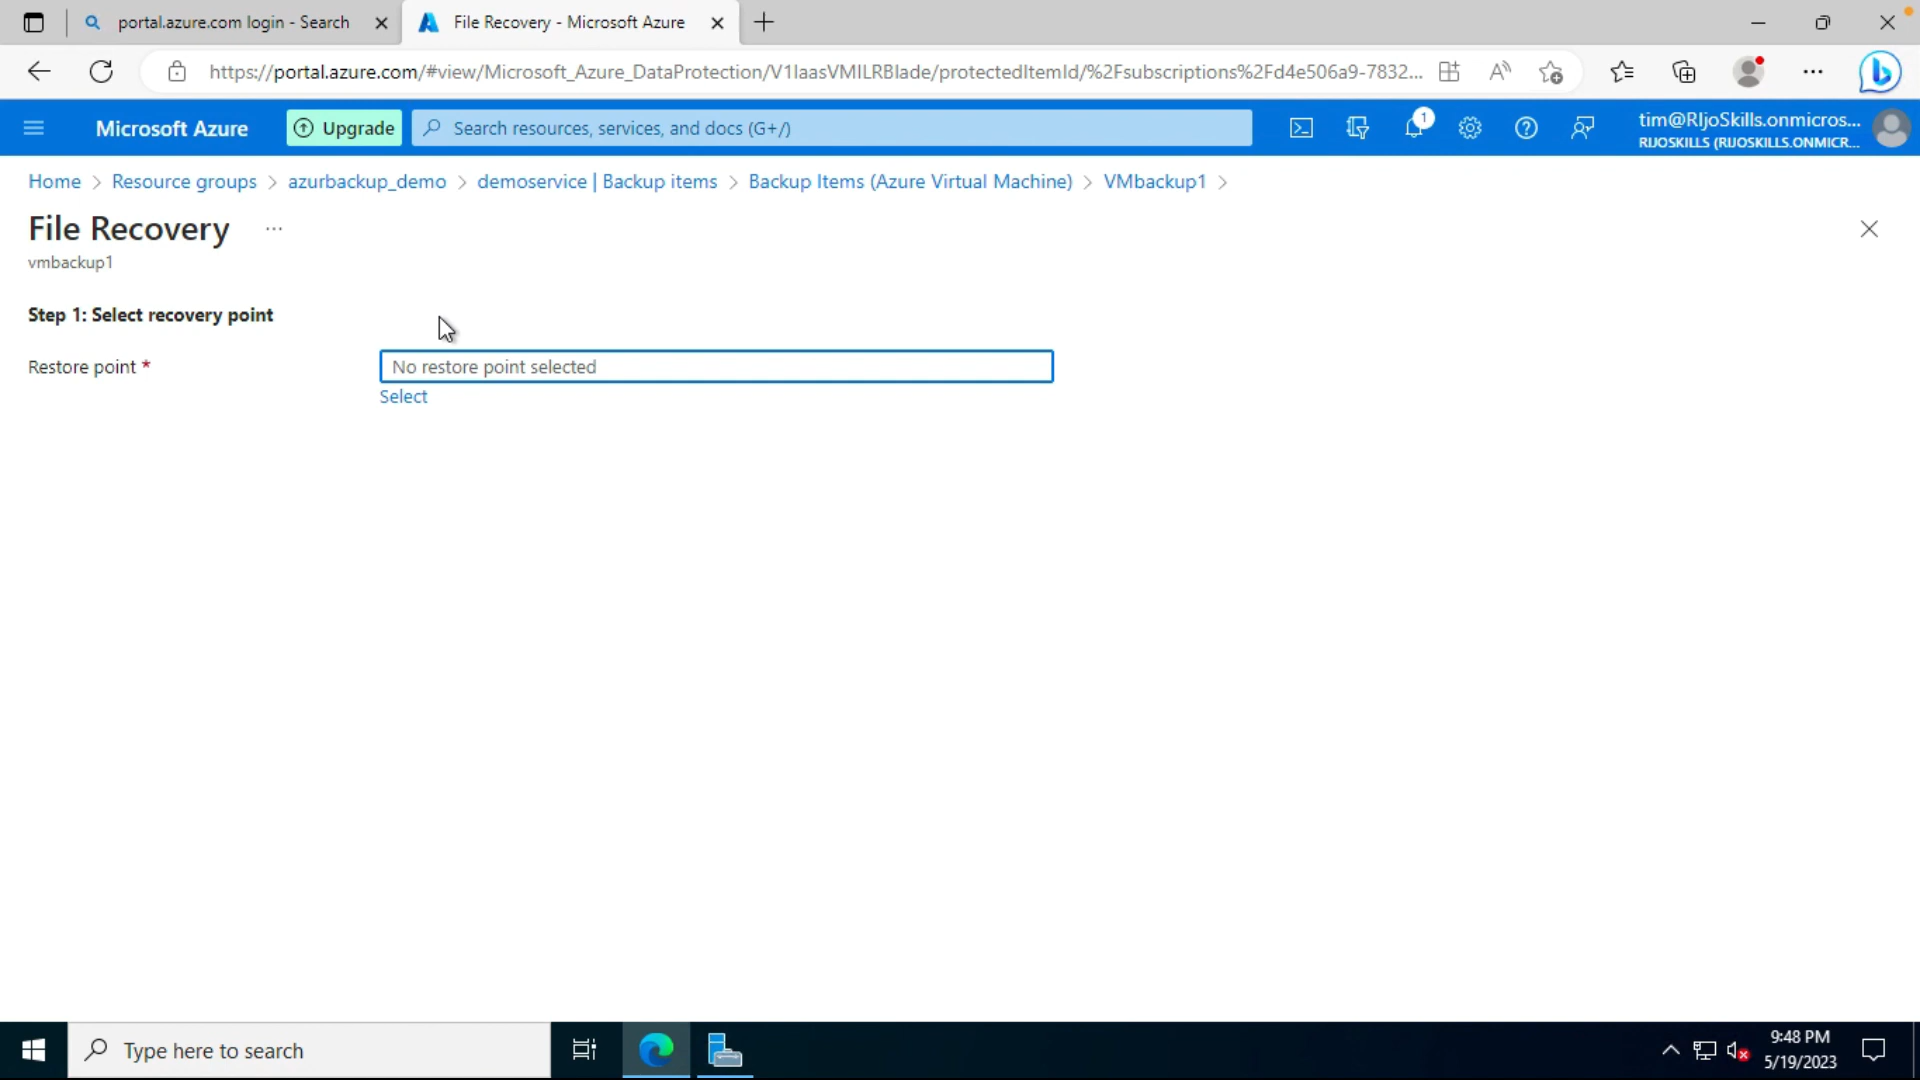 portal.azure.com login - Search
File Recovery - Microsoft Azure
https://portal.azure.com/#view/Microsoft_Azure_DataProtection/V1IaasVMILRBlade/protectedItemId/%2Fsubscriptions%2Fd4e506a9-7832...
Microsoft Azure
Upgrade
Search resources, services, and docs (G+/)
1
tim@RIjoSkills.onmicros...
RIJOSKILLS (RIJOSKILLS.ONMICR...
Home > Resource groups > azurbackup_demo > demoservice | Backup items > Backup Items (Azure Virtual Machine) > VMbackup1 >
File Recovery ...
vmbackup1
Step 1: Select recovery point
Restore point *
No restore point selected
Select
Type here to search
9:48 PM
5/19/2023